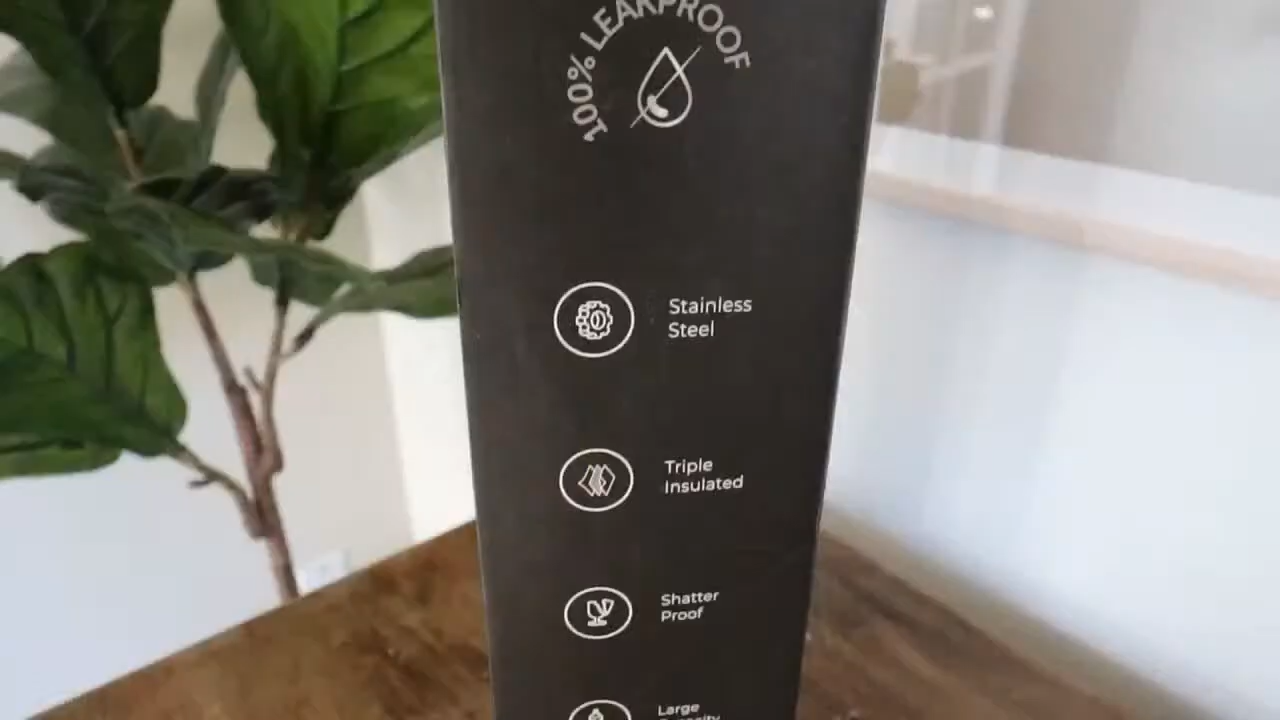 100% LEAKPROOF
Stainless
Steel
Triple
Insulated
Shatter
Proof
Large